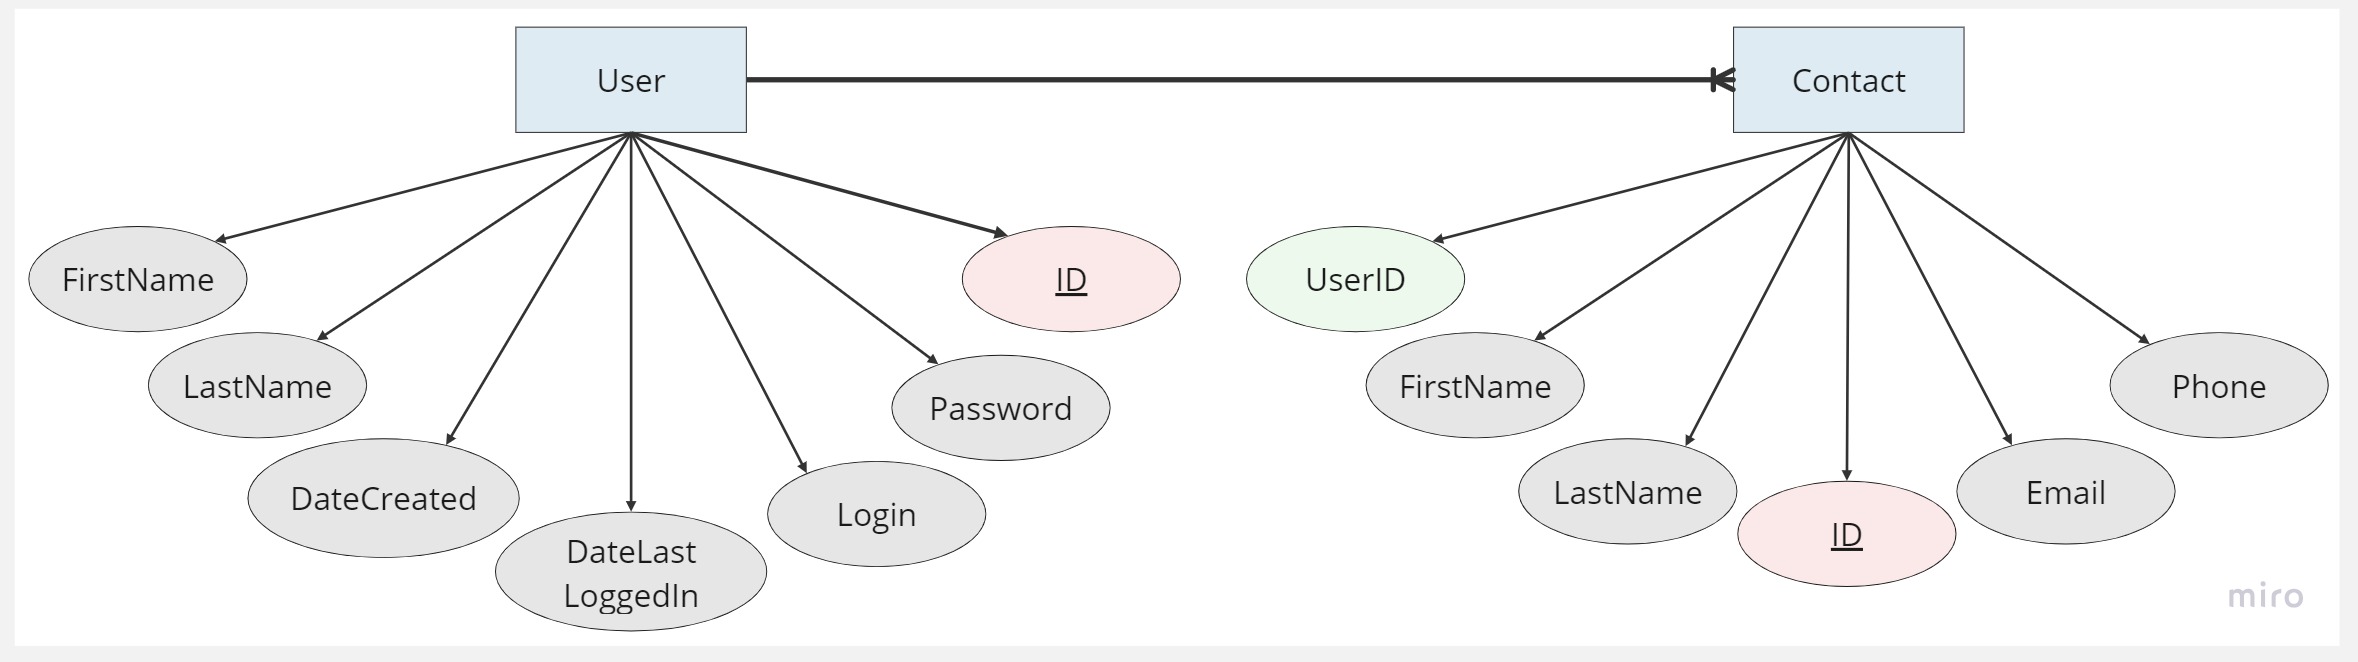 User
Contact
FirstName
LastName
DateCreated
DateLast
LoggedIn
Login
Password
ID
UserID
FirstName
LastName
ID
Email
Phone
miro